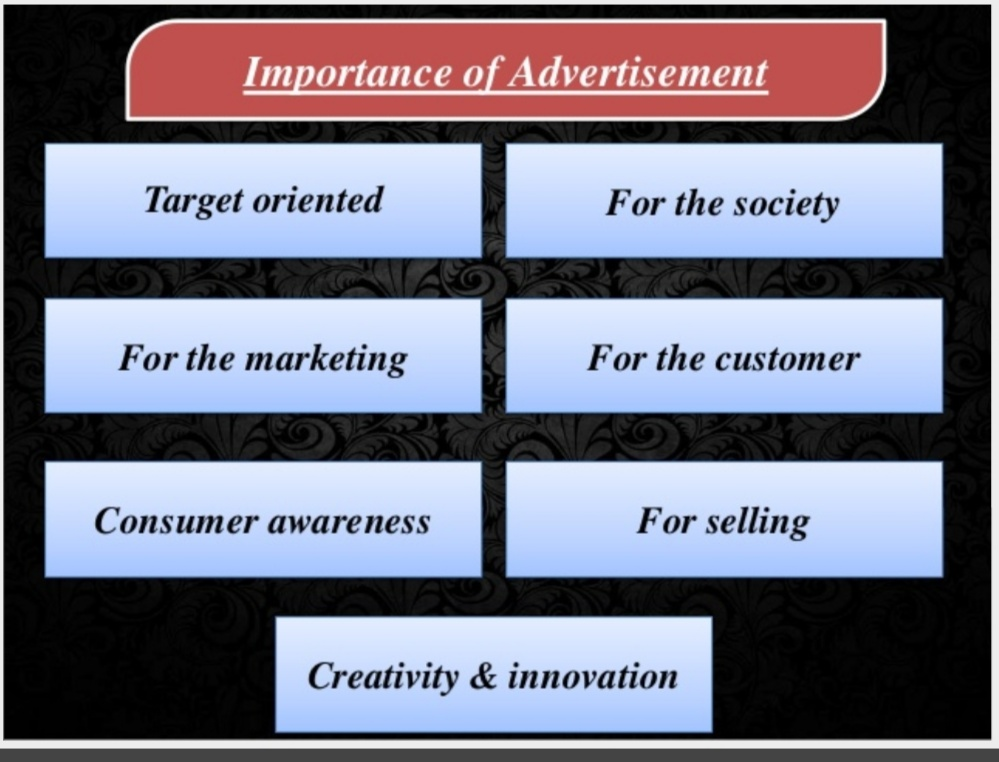 Importance of Advertisement
Target oriented
For the society
For the marketing
For the customer
Consumer awareness
For selling
Creativity & innovation